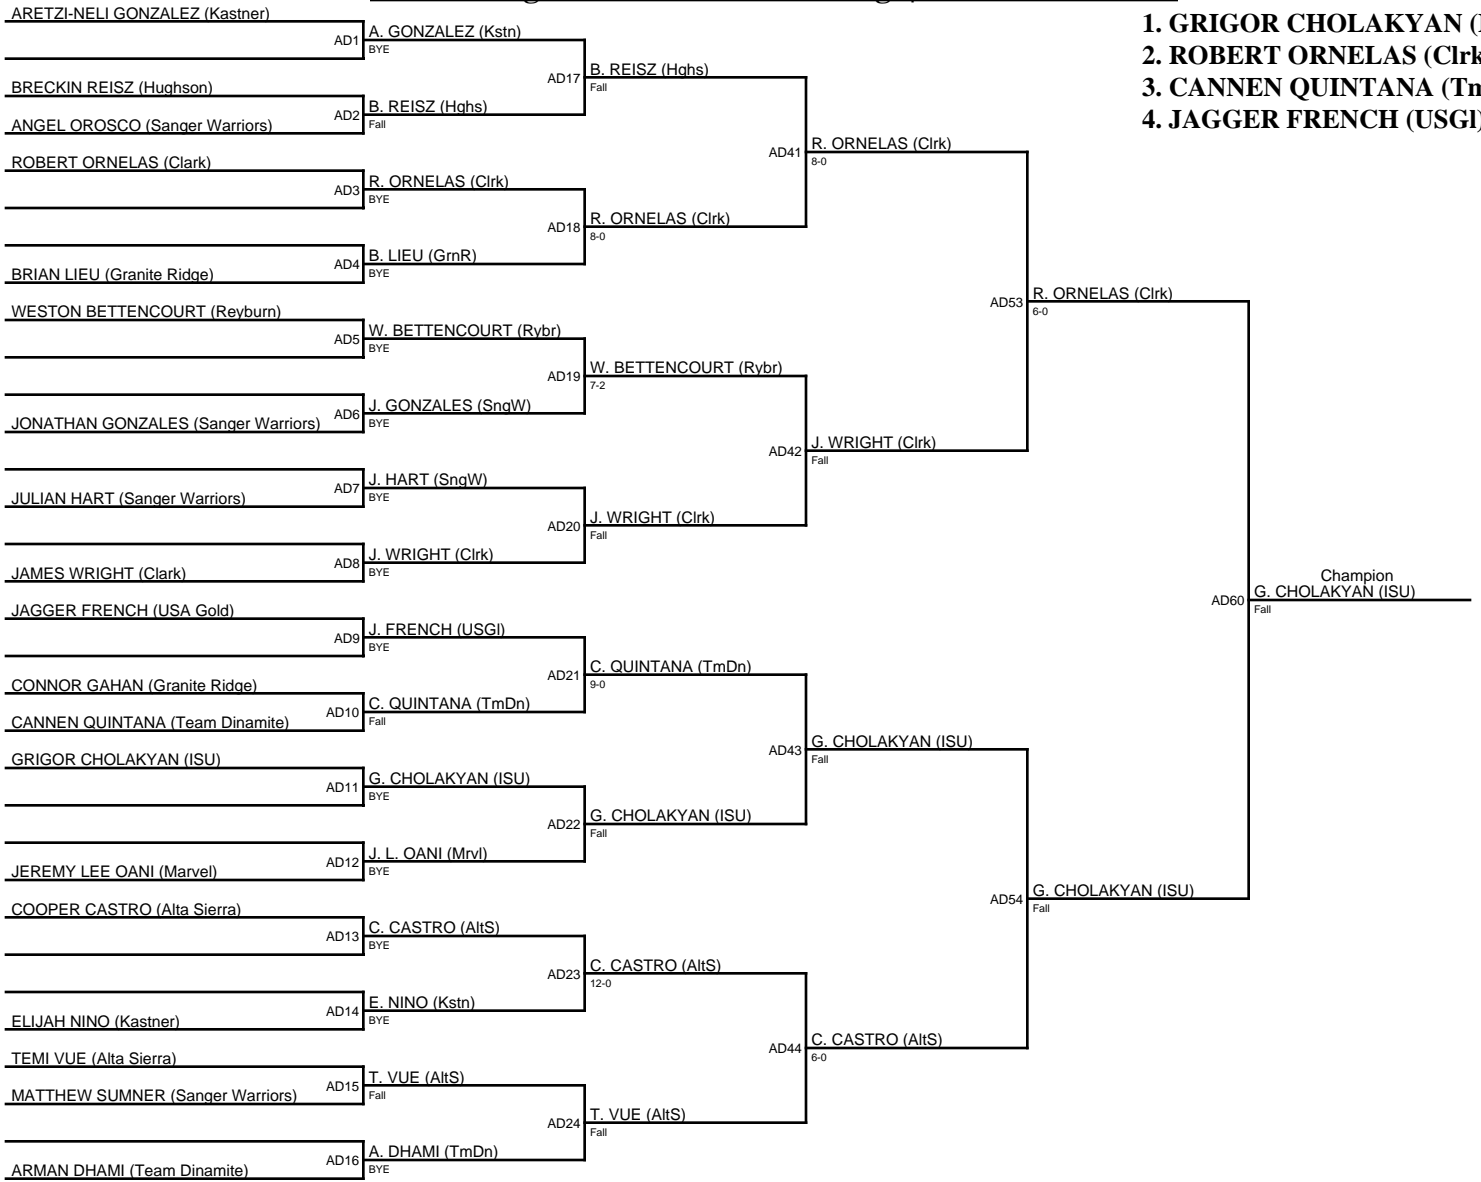 1. GRIGOR CHOLAKYAN
2. ROBERT ORNELAS (Clrk
3. CANNEN QUINTANA (Tm
4. JAGGER FRENCH (USGl)
ARETZI-NELI GONZALEZ (Kastner)
AD1
A. GONZALEZ (Kstn)
BYE
BRECKIN REISZ (Hughson)
ANGEL OROSCO (Sanger Warriors)
AD2
B. REISZ (Hghs)
Fall
AD17
B. REISZ (Hghs)
Fall
ROBERT ORNELAS (Clark)
AD3
R. ORNELAS (Clrk)
BYE
AD4
B. LIEU (GrnR)
BYE
BRIAN LIEU (Granite Ridge)
AD18
R. ORNELAS (Clrk)
8-0
AD41
R. ORNELAS (Clrk)
8-0
WESTON BETTENCOURT (Reyburn)
AD5
W. BETTENCOURT (Rybr)
BYE
AD6
J. GONZALES (SngW)
BYE
JONATHAN GONZALES (Sanger Warriors)
AD19
W. BETTENCOURT (Rybr)
7-2
AD7
J. HART (SngW)
BYE
JULIAN HART (Sanger Warriors)
AD8
J. WRIGHT (Clrk)
BYE
JAMES WRIGHT (Clark)
AD20
J. WRIGHT (Clrk)
Fall
AD42
J. WRIGHT (Clrk)
Fall
AD53
R. ORNELAS (Clrk)
6-0
JAGGER FRENCH (USA Gold)
AD9
J. FRENCH (USGl)
BYE
CONNOR GAHAN (Granite Ridge)
CANNEN QUINTANA (Team Dinamite)
AD10
C. QUINTANA (TmDn)
Fall
AD21
C. QUINTANA (TmDn)
9-0
GRIGOR CHOLAKYAN (ISU)
AD11
G. CHOLAKYAN (ISU)
BYE
AD12
J. L. OANI (Mrvl)
BYE
JEREMY LEE OANI (Marvel)
AD22
G. CHOLAKYAN (ISU)
Fall
AD43
G. CHOLAKYAN (ISU)
Fall
COOPER CASTRO (Alta Sierra)
AD13
C. CASTRO (AltS)
BYE
AD14
E. NINO (Kstn)
BYE
ELIJAH NINO (Kastner)
AD23
C. CASTRO (AltS)
12-0
TEMI VUE (Alta Sierra)
MATTHEW SUMNER (Sanger Warriors)
AD15
T. VUE (AltS)
Fall
AD16
A. DHAMI (TmDn)
BYE
ARMAN DHAMI (Team Dinamite)
AD24
T. VUE (AltS)
Fall
AD44
C. CASTRO (AltS)
6-0
AD54
G. CHOLAKYAN (ISU)
Fall
AD60
Champion
G. CHOLAKYAN (ISU)
Fall